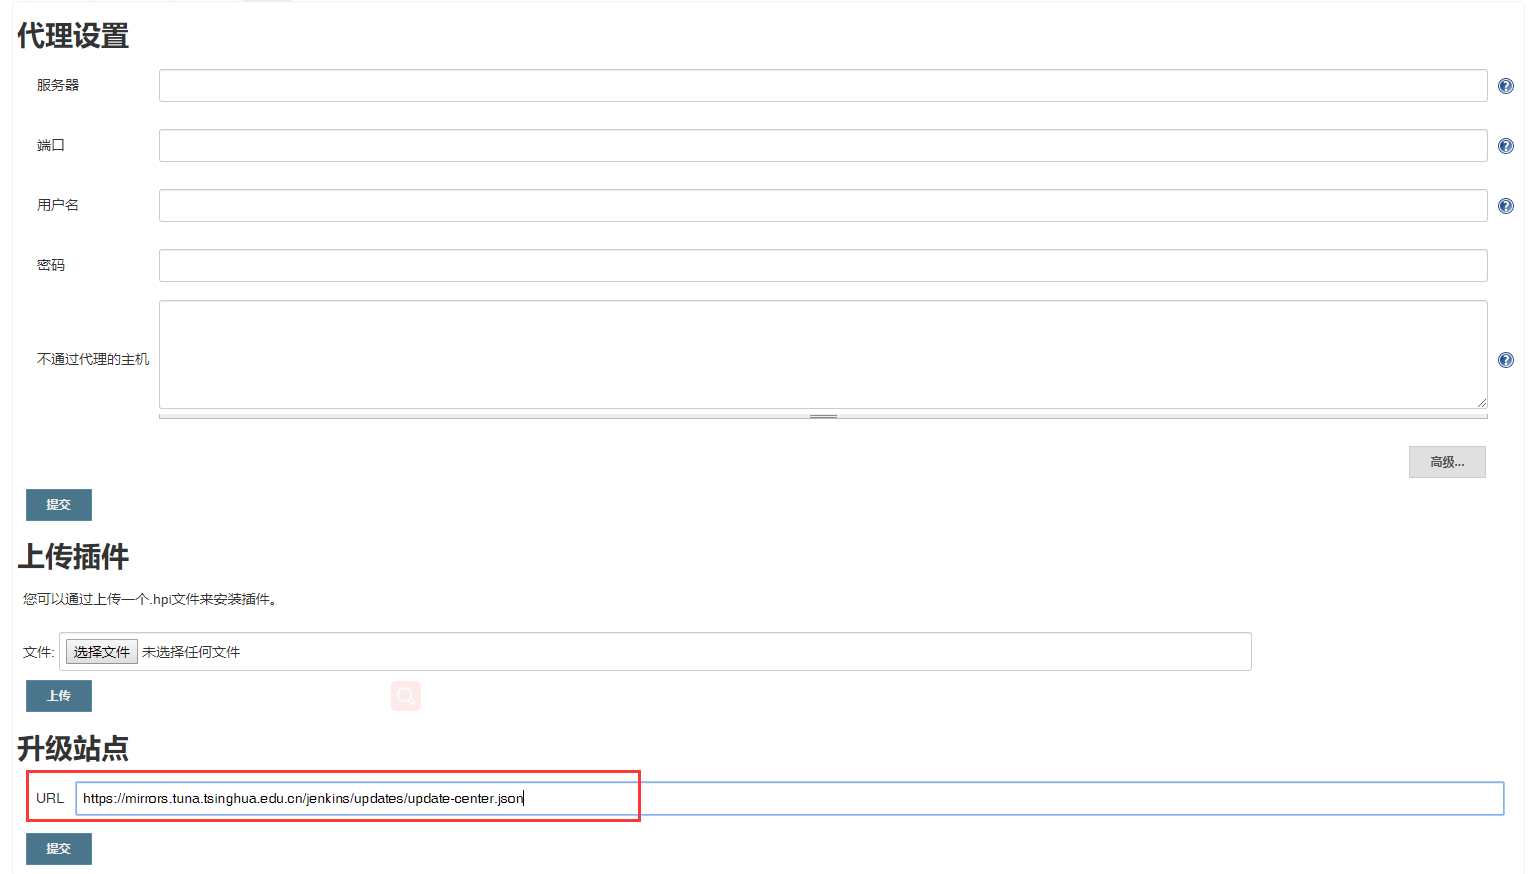 代理设置
服务器
端口
用户名
密码
不通过代理的主机
高级...
提交
上传插件
您可以通过上传一个.hpi文件来安装插件。
文件: 选择文件 未选择任何文件
上传
升级站点
URL https://mirrors.tuna.tsinghua.edu.cn/jenkins/updates/update-center.json
提交